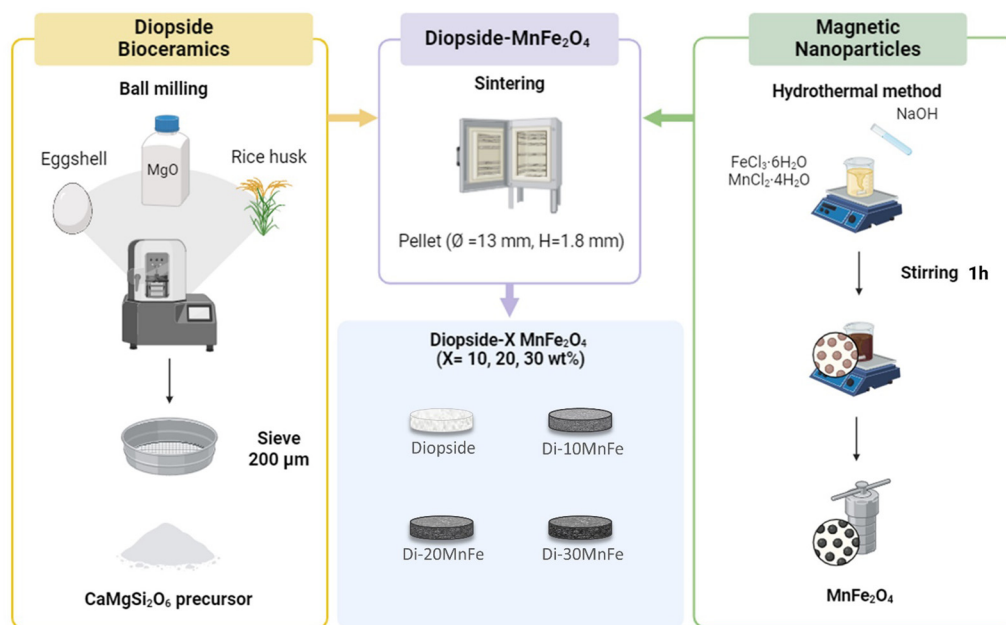 Diopside
Bioceramics
Ball milling
Eggshell
MgO
Rice husk
Sieve
200 μm
CaMgSi₂O₆ precursor
Diopside-MnFe₂O₄
Sintering
Pellet (Ø =13 mm, H=1.8 mm)
Diopside-X MnFe₂O₄
(X= 10, 20, 30 wt%)
Diopside
Di-10MnFe
Di-20MnFe
Di-30MnFe
Magnetic
Nanoparticles
Hydrothermal method
NaOH
FeCl₃·6H₂O
MnCl₂·4H₂O
Stirring 1h
MnFe₂O₄